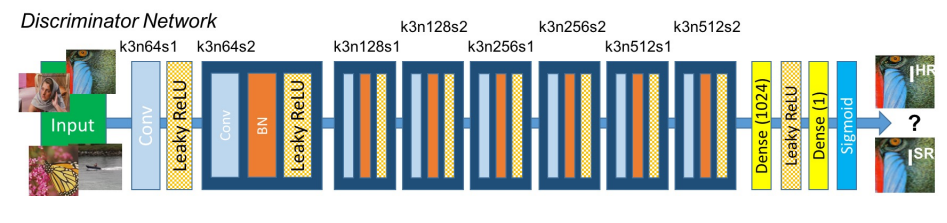 Discriminator Network
k3n64s1
k3n64s2
k3n128s1
k3n128s2
k3n256s1
k3n256s2
k3n512s1
k3n512s2
Input
Conv
Leaky ReLU
Conv
BN
Leaky ReLU
Dense (1024)
Leaky ReLU
Dense (1)
Sigmoid
I^HR
?
I^SR